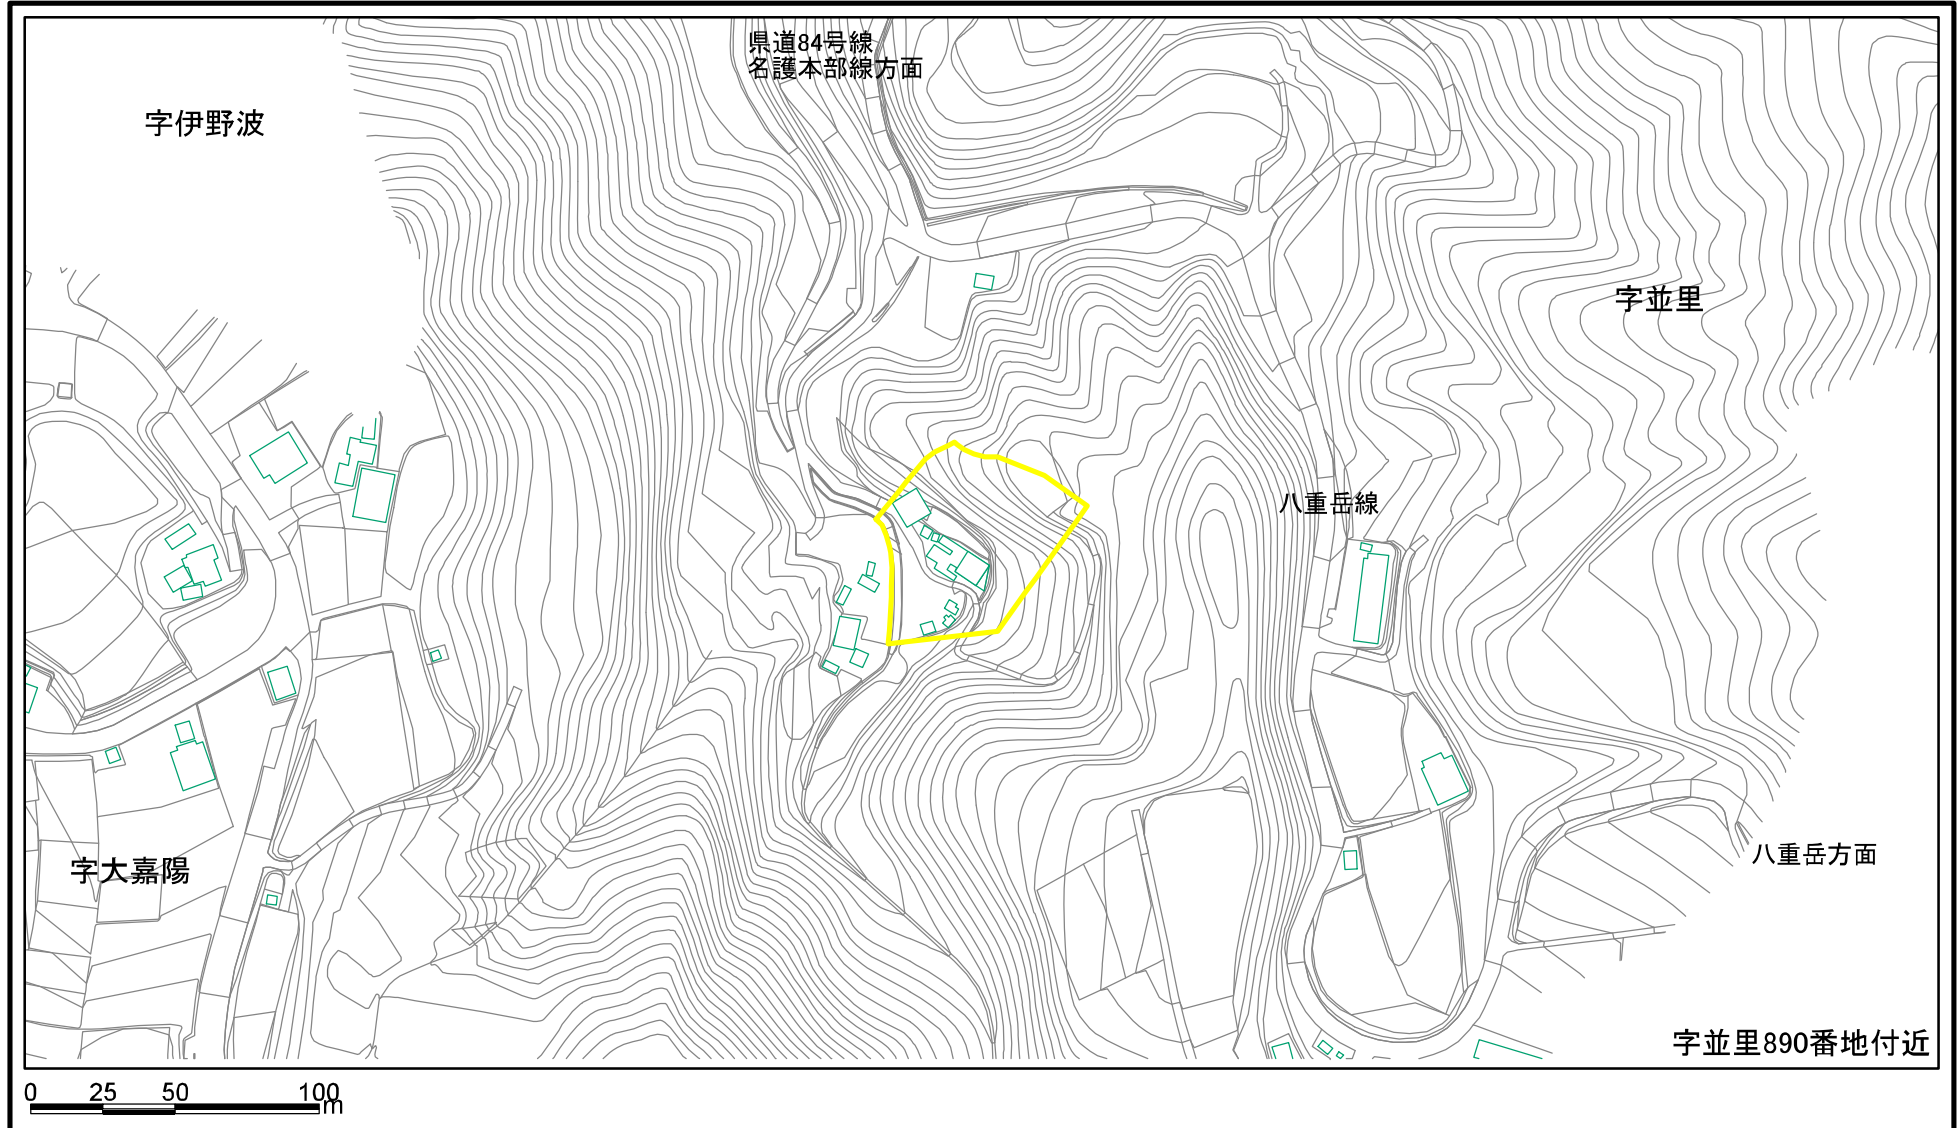 県道84号線
名護本部線方面
字伊野波
字並里
八重岳線
八重岳方面
字大嘉陽
字並里890番地付近
0 25 50 100
m